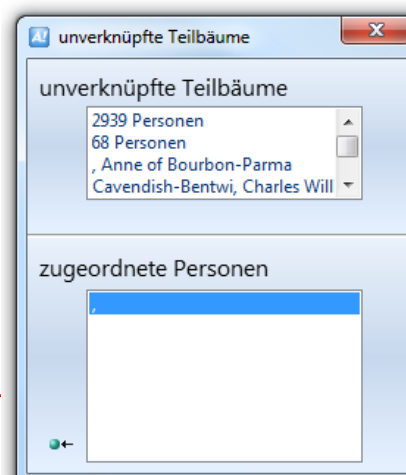 A!
unverknüpfte Teilbäume
unverknüpfte Teilbäume
2939 Personen
68 Personen
, Anne of Bourbon-Parma
Cavendish-Bentwi, Charles Will
zugeordnete Personen
,